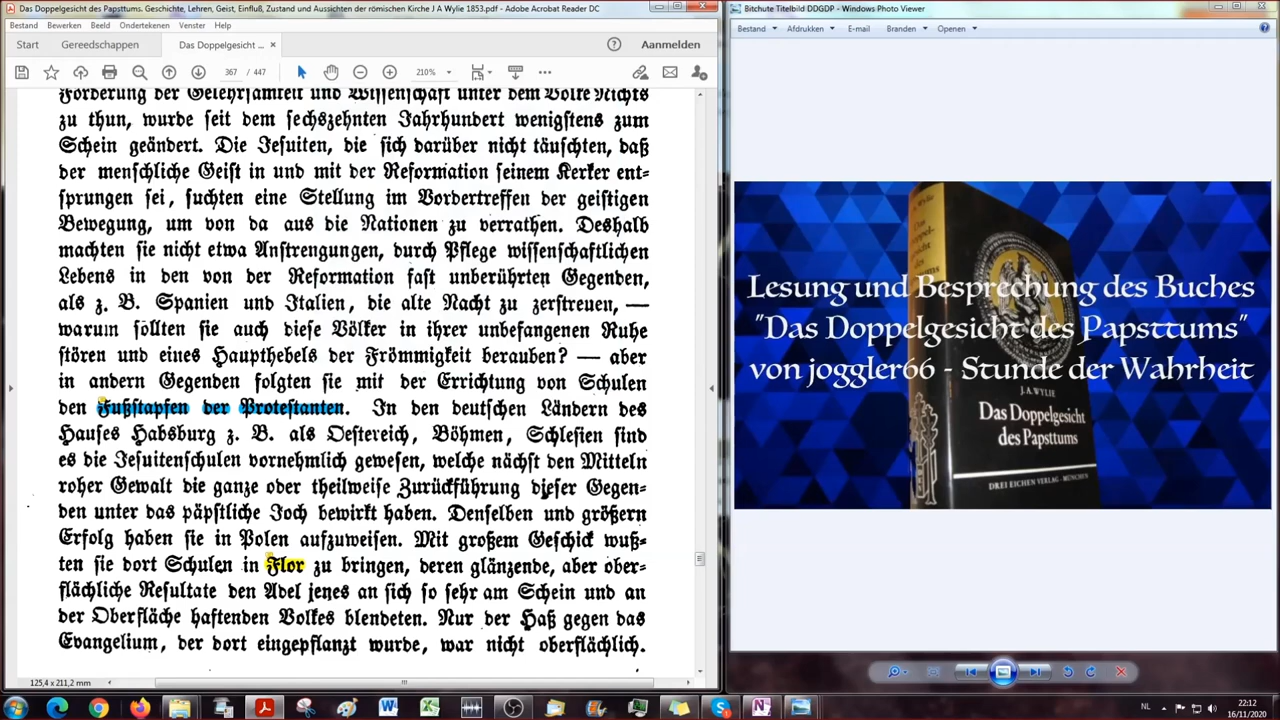 Das Doppelgesicht des Papsttums. Geschichte, Lehren, Geist, Einfluß, Zustand und Aussichten der römischen Kirche J A Wylie 1853.pdf - Adobe Acrobat Reader DC
Bestand Bewerken Beeld Ondertekenen Venster Help
Start Gereedschappen Das Doppelgesicht ... × Anmelden
367 / 447 210%
Förderung der Gelehrsamkeit und Wissenschaft unter dem Volke Nichts
zu thun, wurde seit dem sechszehnten Jahrhundert wenigstens zum
Schein geändert. Die Jesuiten, die sich darüber nicht täuschten, daß
der menschliche Geist in und mit der Reformation seinem Kerker ent-
sprungen sei, suchten eine Stellung im Vordertreffen der geistigen
Bewegung, um von da aus die Nationen zu verrathen. Deshalb
machten sie nicht etwa Anstrengungen, durch Pflege wissenschaftlichen
Lebens in den von der Reformation fast unberührten Gegenden,
als z. B. Spanien und Italien, die alte Nacht zu zerstreuen, —
warum sollten sie auch diese Völker in ihrer unbefangenen Ruhe
stören und eines Haupthebels der Frömmigkeit berauben? — aber
in andern Gegenden folgten sie mit der Errichtung von Schulen
den Fußstapfen der Protestanten. In den deutschen Ländern des
Hauses Habsburg z. B. als Oestereich, Böhmen, Schlesien sind
es die Jesuitenschulen vornehmlich gewesen, welche nächst den Mitteln
roher Gewalt die ganze oder theilweise Zurückführung dieser Gegen-
den unter das päpstliche Joch bewirkt haben. Denselben und größern
Erfolg haben sie in Polen aufzuweisen. Mit großem Geschick wuß-
ten sie dort Schulen in Flor zu bringen, deren glänzende, aber ober-
flächliche Resultate den Adel jenes an sich so sehr am Schein und an
der Oberfläche haftenden Volkes blendeten. Nur der Haß gegen das
Evangelium, der dort eingepflanzt wurde, war nicht oberflächlich.
125,4 x 211,2 mm
Bitchute Titelbild DDGDP - Windows Photo Viewer
Bestand Afdrukken E-mail Branden Openen
Lesung und Besprechung des Buches
"Das Doppelgesicht des Papsttums"
von joggler66 - Stunde der Wahrheit
J.A.WYLIE
Das Doppelgesicht
des Papsttums
DREI EICHEN VERLAG · MÜNCHEN
NL 22:12
16/11/2020